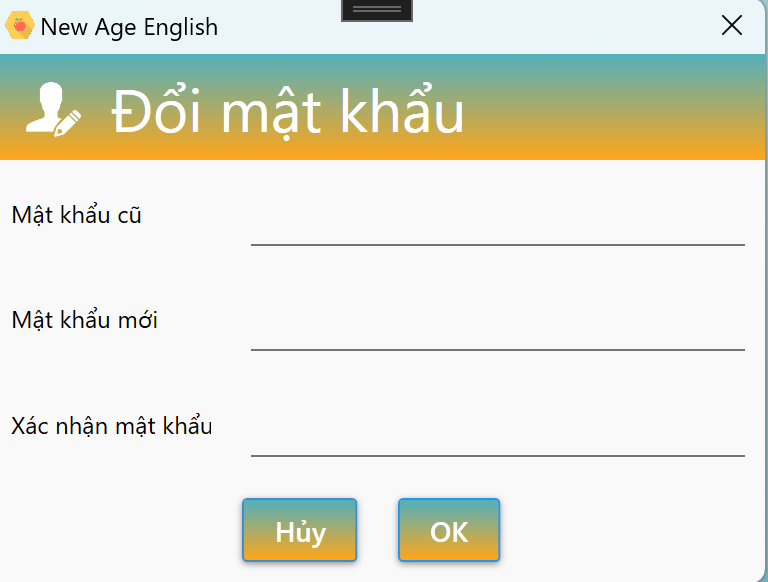 New Age English
Đổi mật khẩu
Mật khẩu cũ
Mật khẩu mới
Xác nhận mật khẩu
Hủy
OK